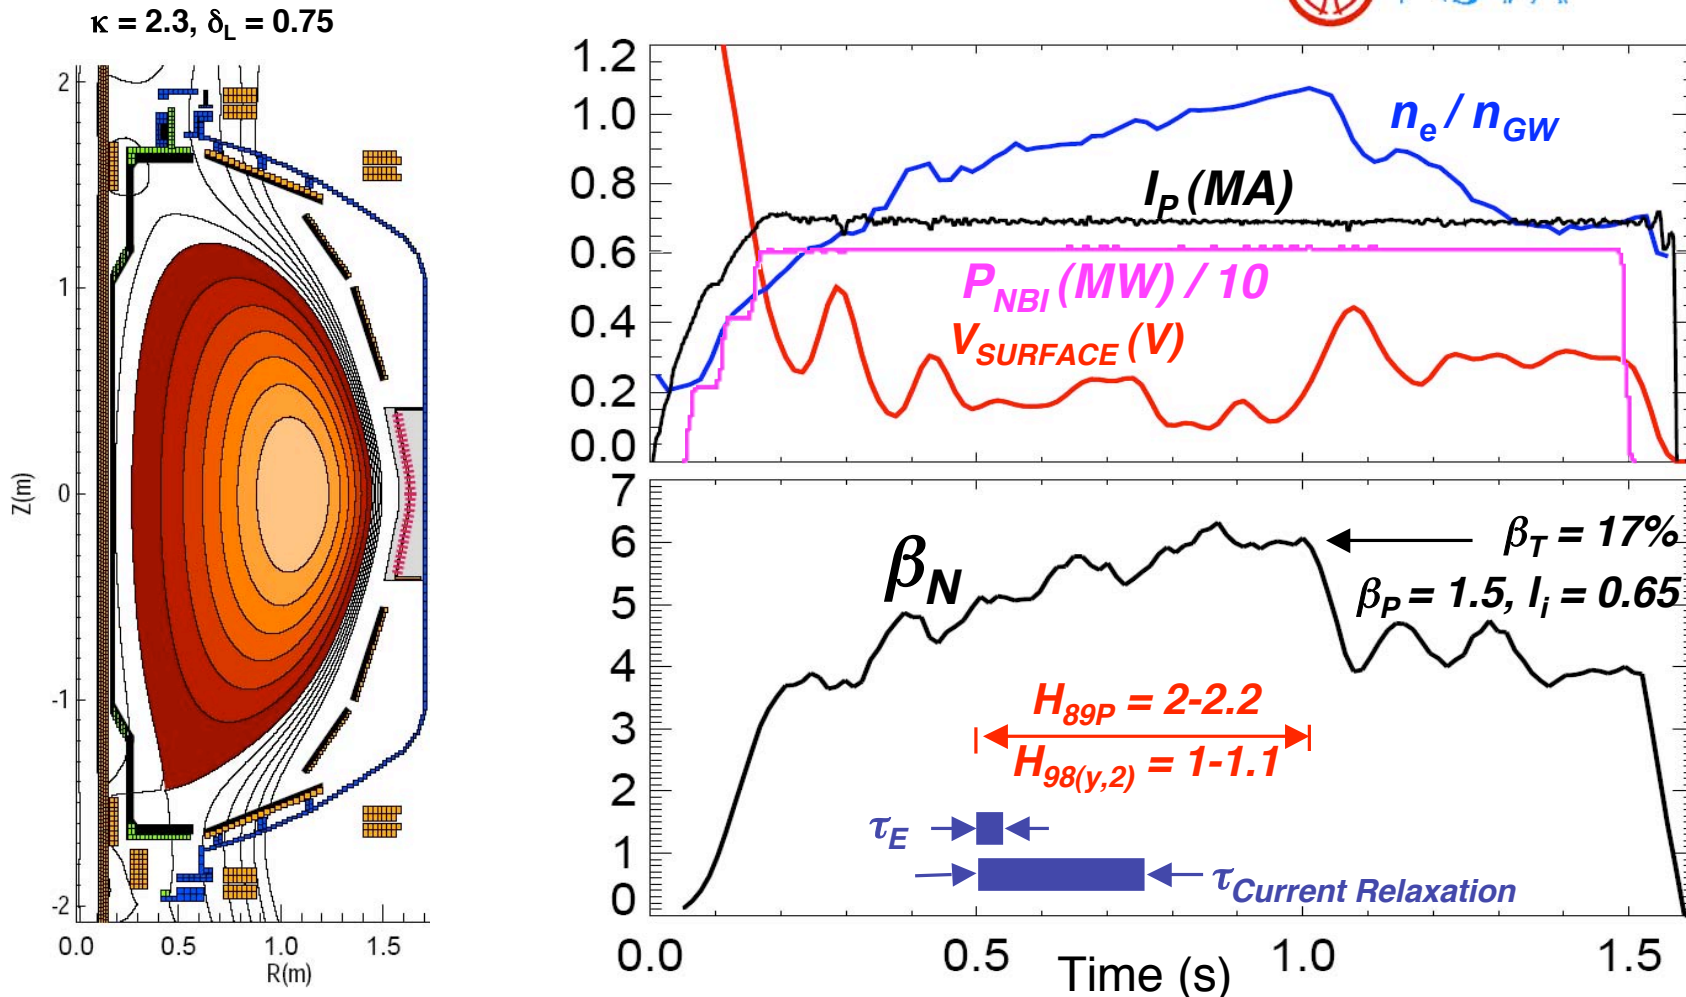 κ = 2.3, δL = 0.75
2
1
0
-1
-2
Z(m)
0.0 0.5 1.0 1.5
R(m)
1.2
1.0
0.8
0.6
0.4
0.2
0.0
ne / nGW
IP (MA)
PNBI (MW) / 10
VSURFACE (V)
7
6
5
4
3
2
1
0
βN
βT = 17%
βP = 1.5, li = 0.65
H89P = 2-2.2
H98(y,2) = 1-1.1
τE
τCurrent Relaxation
0.0 0.5 1.0 1.5
Time (s)